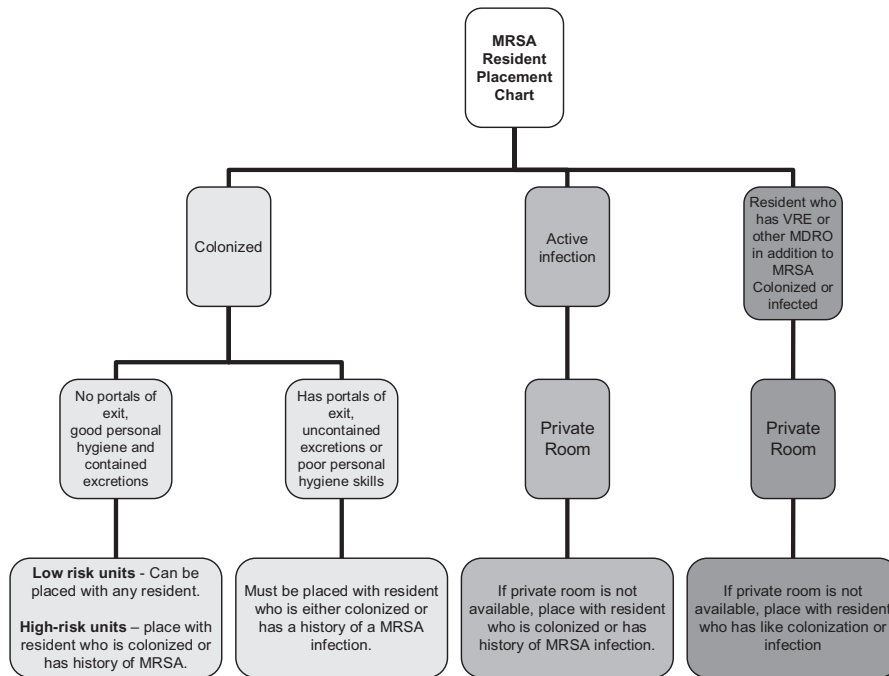 MRSA
Resident
Placement
Chart
Colonized
Active
infection
Resident who
has VRE or
other MDRO
in addition to
MRSA
Colonized or
infected
No portals of
exit,
good personal
hygiene and
contained
excretions
Has portals of
exit,
uncontained
excretions or
poor personal
hygiene skills
Private
Room
Private
Room
Low risk units - Can be
placed with any resident.
High-risk units – place with
resident who is colonized or
has history of MRSA.
Must be placed with resident
who is either colonized or
has a history of a MRSA
infection.
If private room is not
available, place with resident
who is colonized or has
history of MRSA infection.
If private room is not
available, place with resident
who has like colonization or
infection